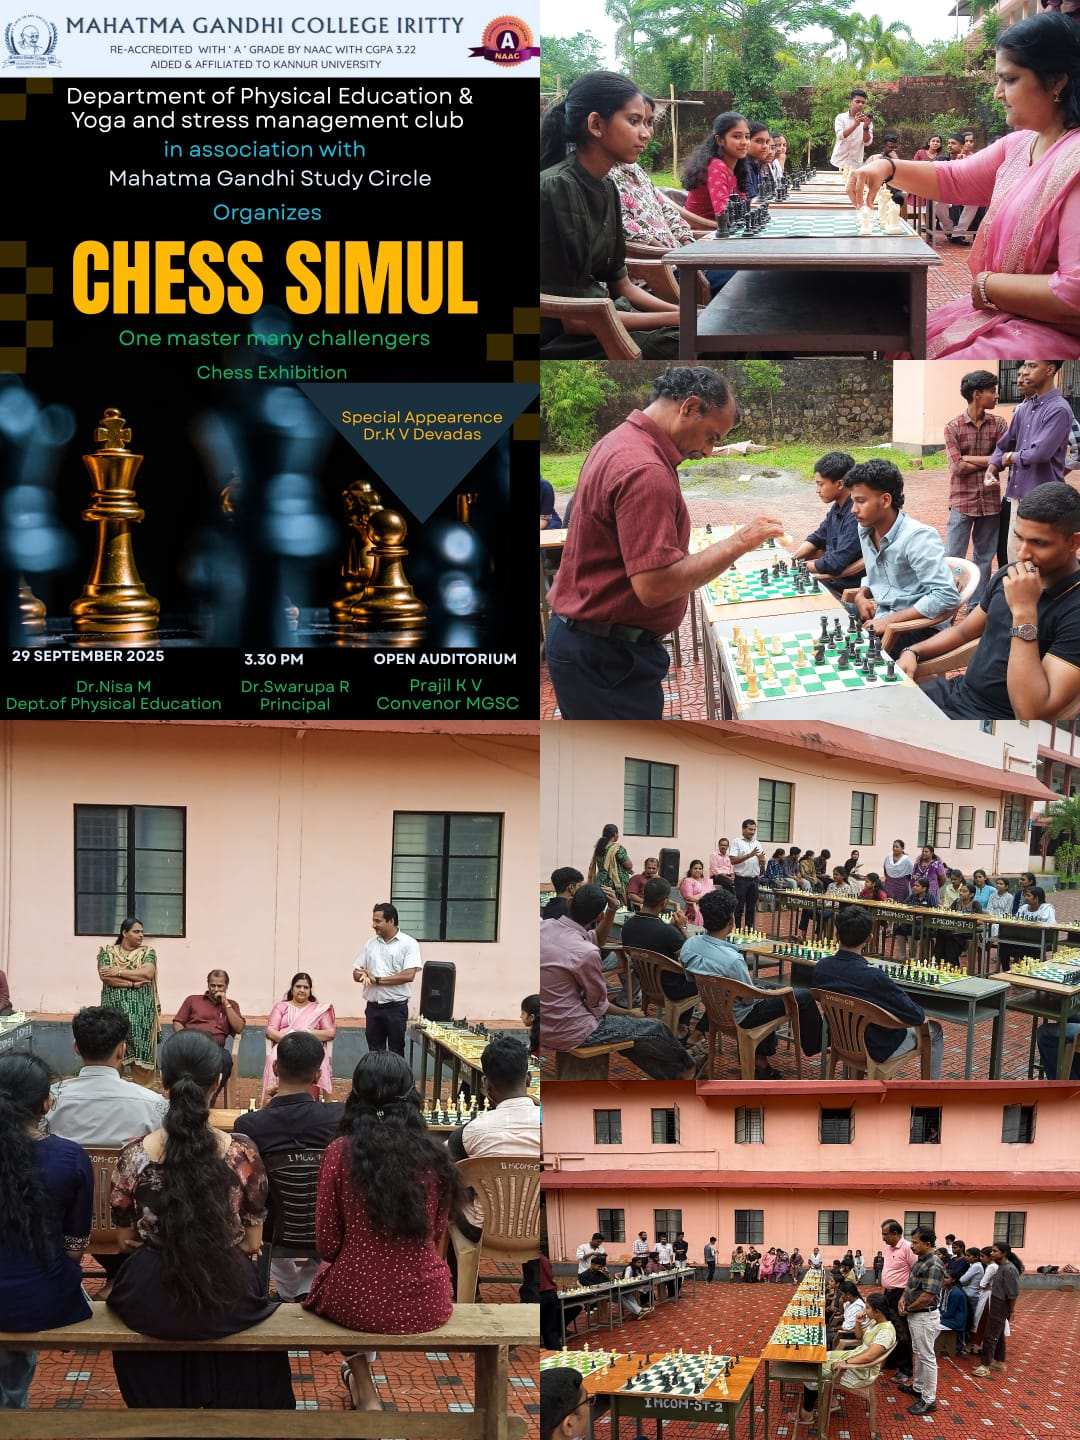 MAHATMA GANDHI COLLEGE IRITTY
RE-ACCREDITED WITH ' A ' GRADE BY NAAC WITH CGPA 3.22
AIDED & AFFILIATED TO KANNUR UNIVERSITY
A
NAAC
Department of Physical Education &
Yoga and stress management club
in association with
Mahatma Gandhi Study Circle
Organizes
CHESS SIMUL
One master many challengers
Chess Exhibition
Special Appearence
Dr.K V Devadas
29 SEPTEMBER 2025
3.30 PM
OPEN AUDITORIUM
Dr.Nisa M
Dept.of Physical Education
Dr.Swarupa R
Principal
Prajil K V
Convenor MGSC
IMCOM-ST-13
IMCOM-ST-2